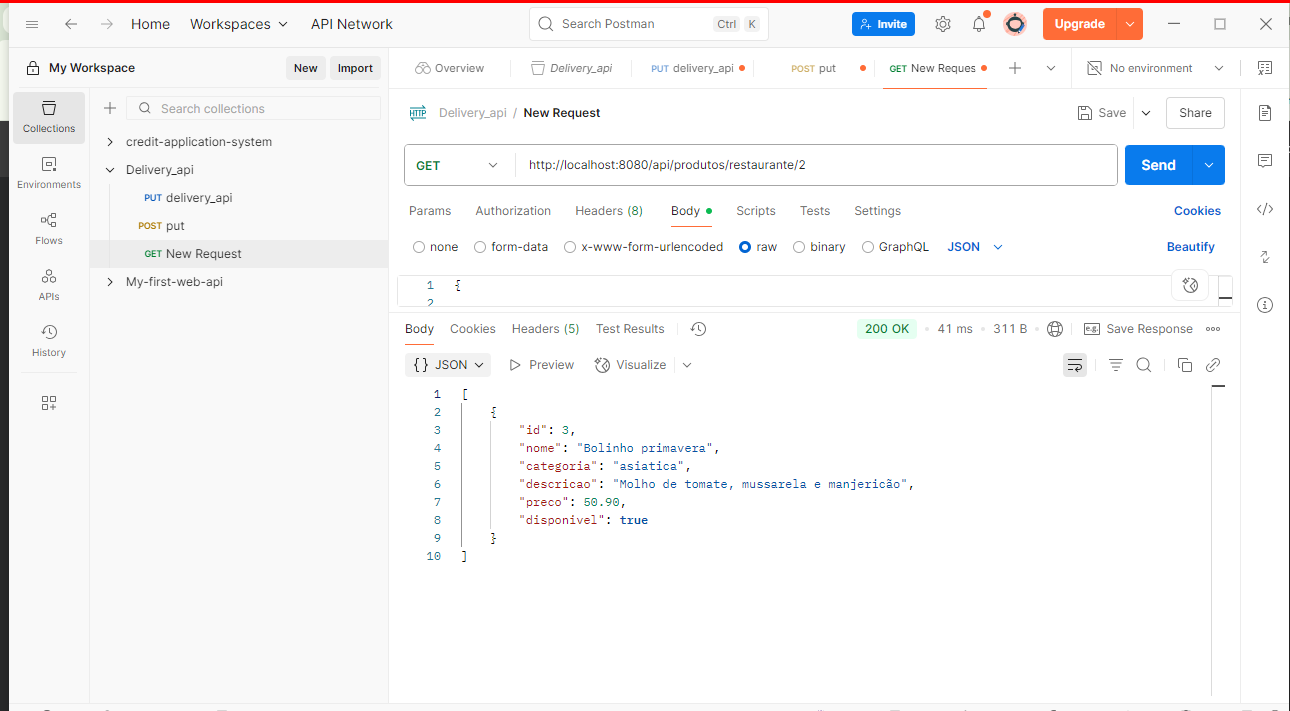 Home Workspaces API Network Search Postman Ctrl K Invite Upgrade
My Workspace New Import Overview Delivery_api PUT delivery_api POST put GET New Reques No environment
Collections
Environments
Flows
APIs
History
Search collections
credit-application-system
Delivery_api
PUT delivery_api
POST put
GET New Request
My-first-web-api
HTTP Delivery_api / New Request Save Share
GET http://localhost:8080/api/produtos/restaurante/2 Send
Params Authorization Headers (8) Body Scripts Tests Settings Cookies
none form-data x-www-form-urlencoded raw binary GraphQL JSON Beautify
1 {
2
Body Cookies Headers (5) Test Results 200 OK 41 ms 311 B e.g. Save Response
{} JSON Preview Visualize
1 [
2 {
3 "id": 3,
4 "nome": "Bolinho primavera",
5 "categoria": "asiatica",
6 "descricao": "Molho de tomate, mussarela e manjericão",
7 "preco": 50.90,
8 "disponivel": true
9 }
10 ]